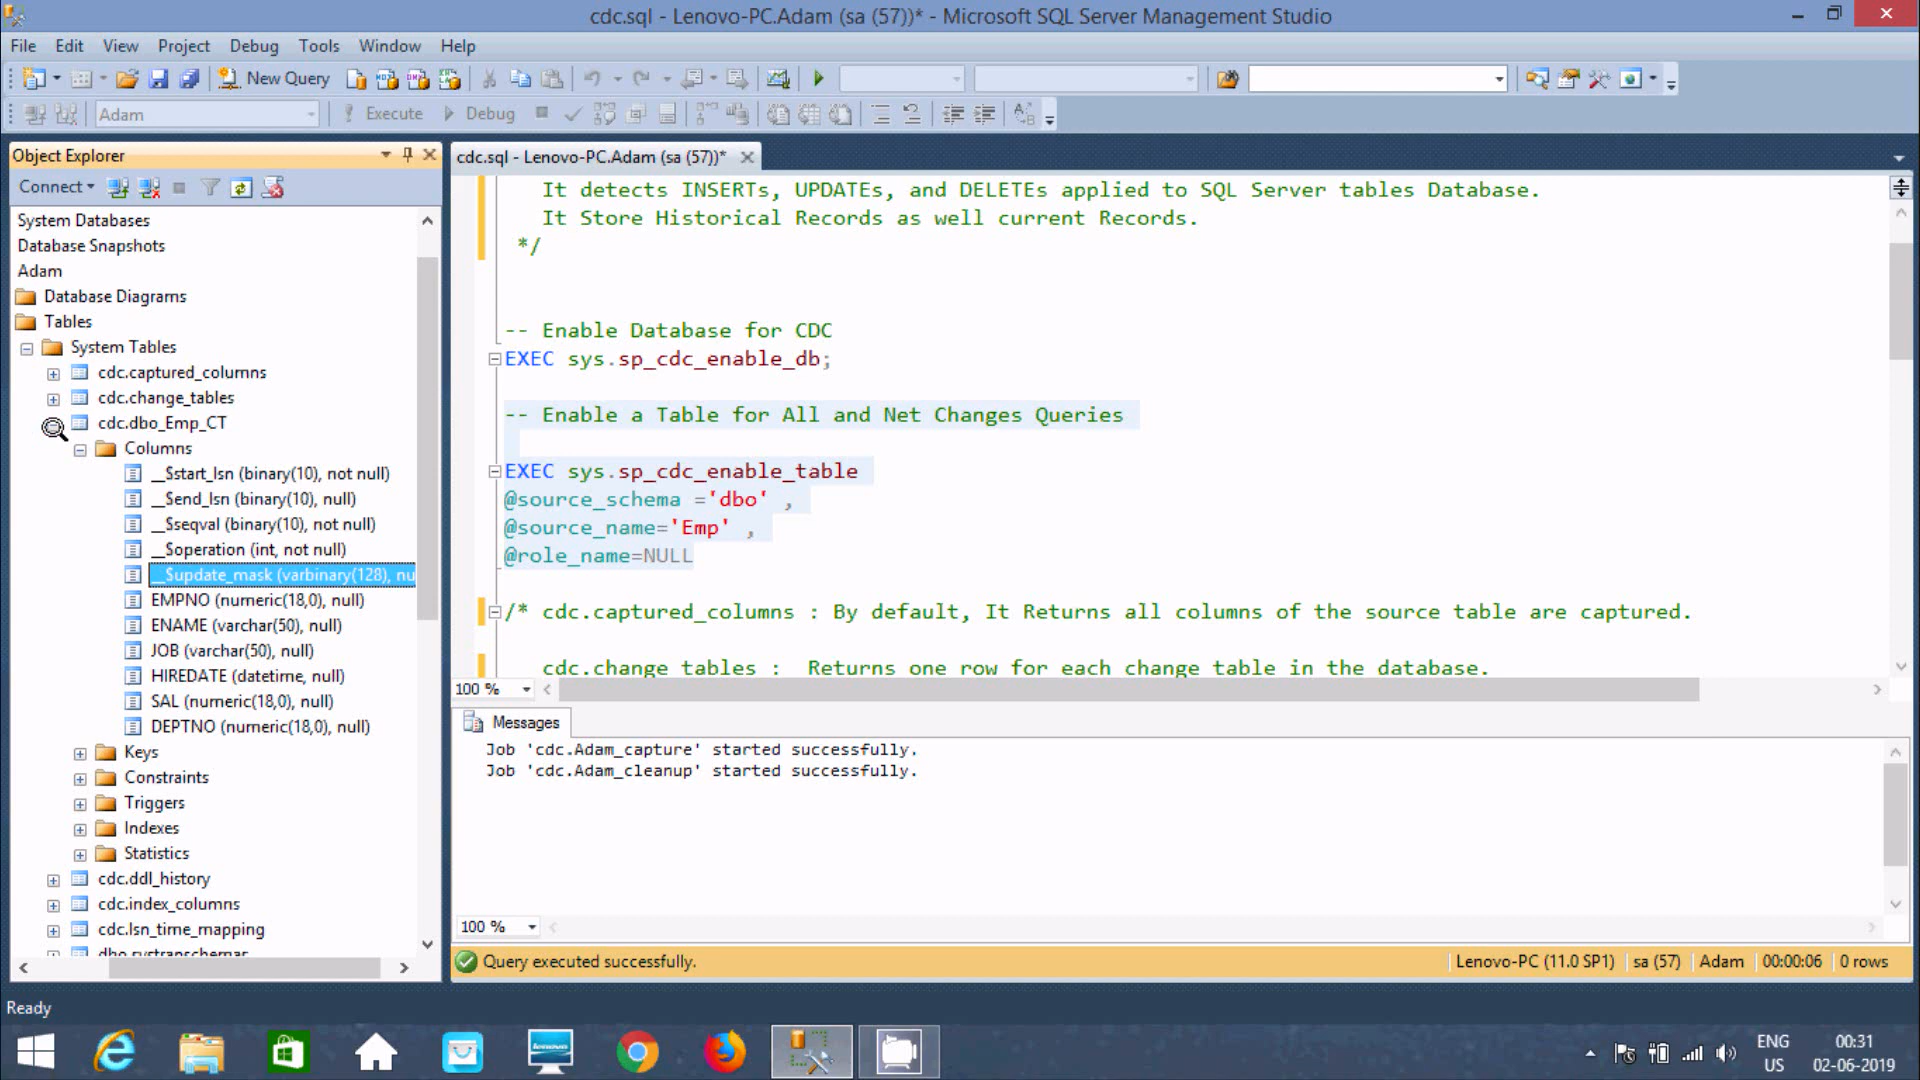 cdc.sql - Lenovo-PC.Adam (sa (57))* - Microsoft SQL Server Management Studio
File Edit View Project Debug Tools Window Help
New Query
Adam Execute Debug
Object Explorer
Connect
System Databases
Database Snapshots
Adam
Database Diagrams
Tables
System Tables
cdc.captured_columns
cdc.change_tables
cdc.dbo_Emp_CT
Columns
__$start_lsn (binary(10), not null)
__$end_lsn (binary(10), null)
__$seqval (binary(10), not null)
__$operation (int, not null)
__$update_mask (varbinary(128), nu
EMPNO (numeric(18,0), null)
ENAME (varchar(50), null)
JOB (varchar(50), null)
HIREDATE (datetime, null)
SAL (numeric(18,0), null)
DEPTNO (numeric(18,0), null)
Keys
Constraints
Triggers
Indexes
Statistics
cdc.ddl_history
cdc.index_columns
cdc.lsn_time_mapping
cdc.sql - Lenovo-PC.Adam (sa (57))*
It detects INSERTs, UPDATEs, and DELETEs applied to SQL Server tables Database.
It Store Historical Records as well current Records.
*/
-- Enable Database for CDC
EXEC sys.sp_cdc_enable_db;
-- Enable a Table for All and Net Changes Queries
EXEC sys.sp_cdc_enable_table
@source_schema ='dbo' ,
@source_name='Emp' ,
@role_name=NULL
/* cdc.captured_columns : By default, It Returns all columns of the source table are captured.
cdc.change_tables : Returns one row for each change table in the database.
100 %
Messages
Job 'cdc.Adam_capture' started successfully.
Job 'cdc.Adam_cleanup' started successfully.
100 %
Query executed successfully. Lenovo-PC (11.0 SP1) sa (57) Adam 00:00:06 0 rows
Ready
ENG
US
00:31
02-06-2019